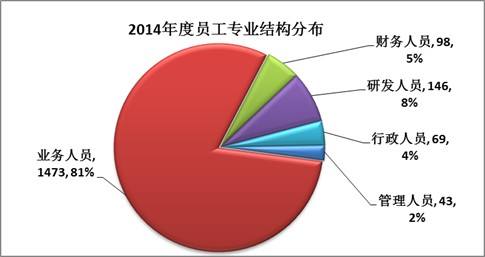 2014年度员工专业结构分布
财务人员, 98,
5%
研发人员, 146,
8%
行政人员, 69,
4%
管理人员, 43,
2%
业务人员,
1473, 81%